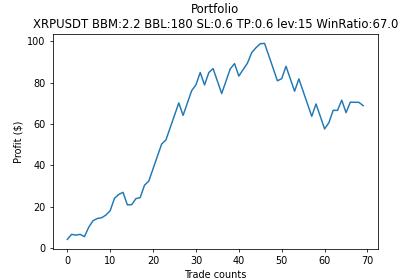 Portfolio
XRPUSDT BBM:2.2 BBL:180 SL:0.6 TP:0.6 lev:15 WinRatio:67.0
100
80
60
40
20
0
Profit ($)
0 10 20 30 40 50 60 70
Trade counts